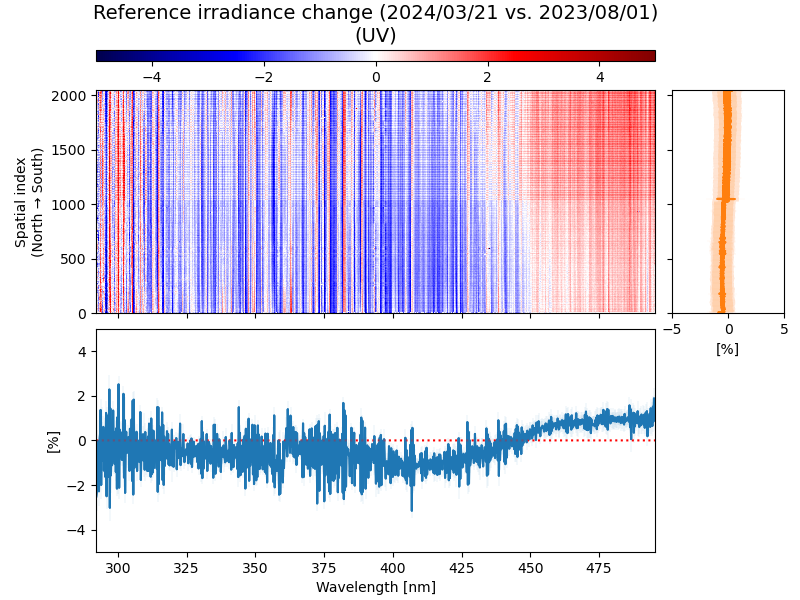 Reference irradiance change (2024/03/21 vs. 2023/08/01)
(UV)
−4 −2 0 2 4
Spatial index
(North → South)
2000
1500
1000
500
0
−5 0 5
[%]
[%]
4
2
0
−2
−4
300 325 350 375 400 425 450 475
Wavelength [nm]